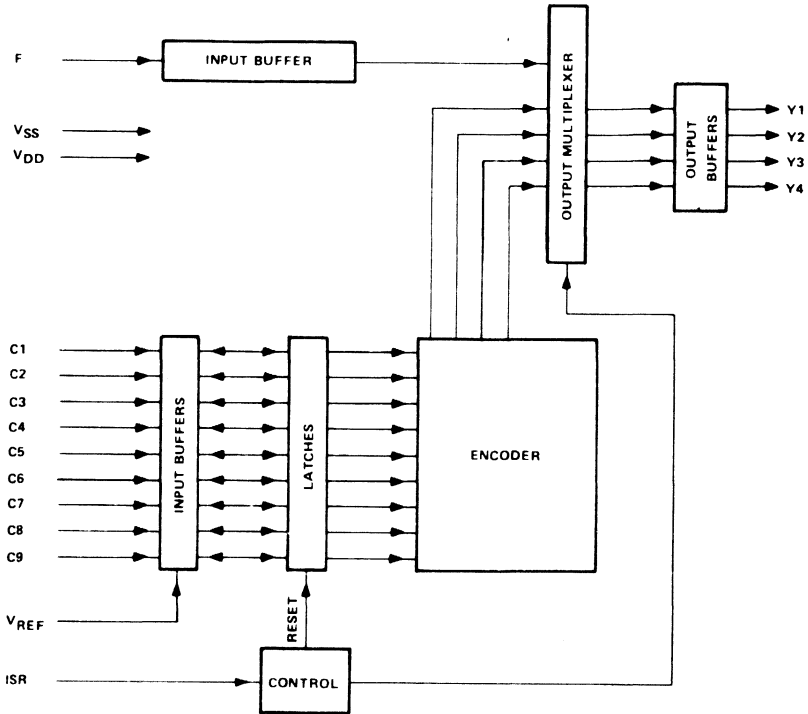 F
INPUT BUFFER
OUTPUT MULTIPLEXER
OUTPUT
BUFFERS
Y1
Y2
Y3
Y4
VSS
VDD
C1
C2
C3
C4
C5
C6
C7
C8
C9
INPUT BUFFERS
LATCHES
ENCODER
VREF
RESET
ISR
CONTROL